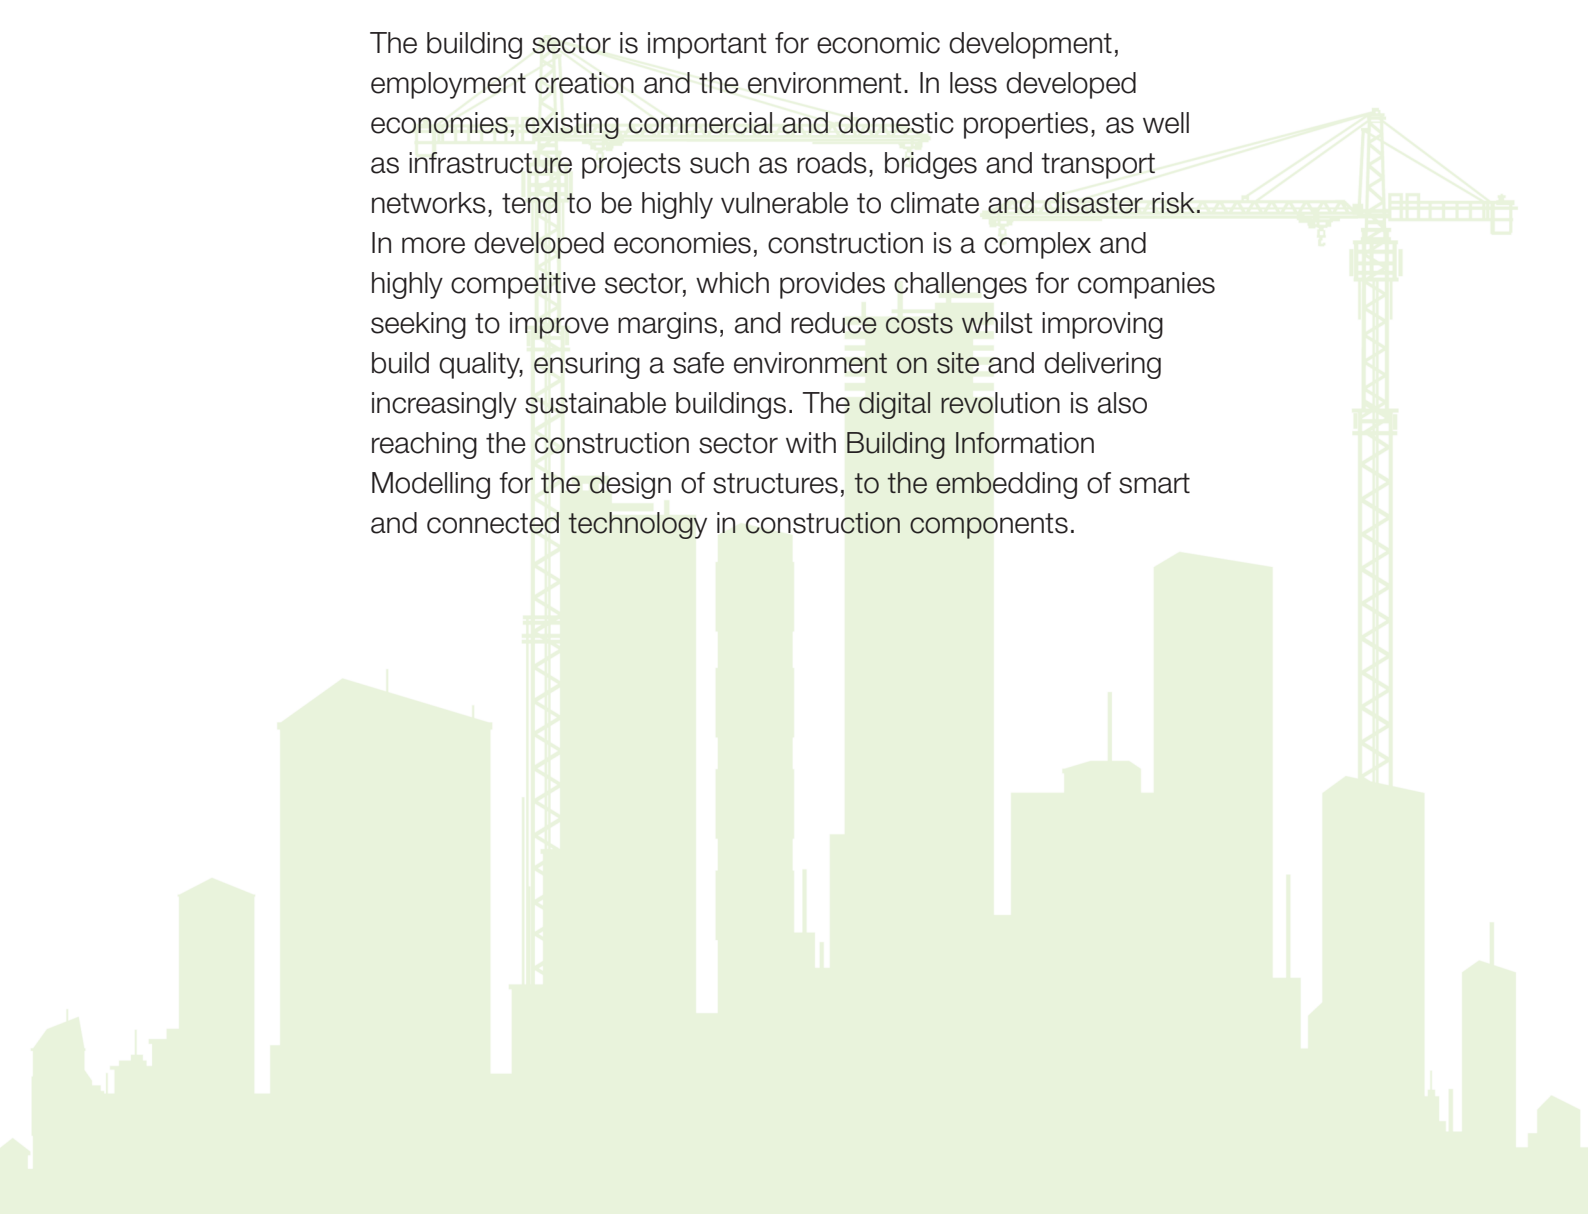 The building sector is important for economic development,
employment creation and the environment. In less developed
economies, existing commercial and domestic properties, as well
as infrastructure projects such as roads, bridges and transport
networks, tend to be highly vulnerable to climate and disaster risk.
In more developed economies, construction is a complex and
highly competitive sector, which provides challenges for companies
seeking to improve margins, and reduce costs whilst improving
build quality, ensuring a safe environment on site and delivering
increasingly sustainable buildings. The digital revolution is also
reaching the construction sector with Building Information
Modelling for the design of structures, to the embedding of smart
and connected technology in construction components.